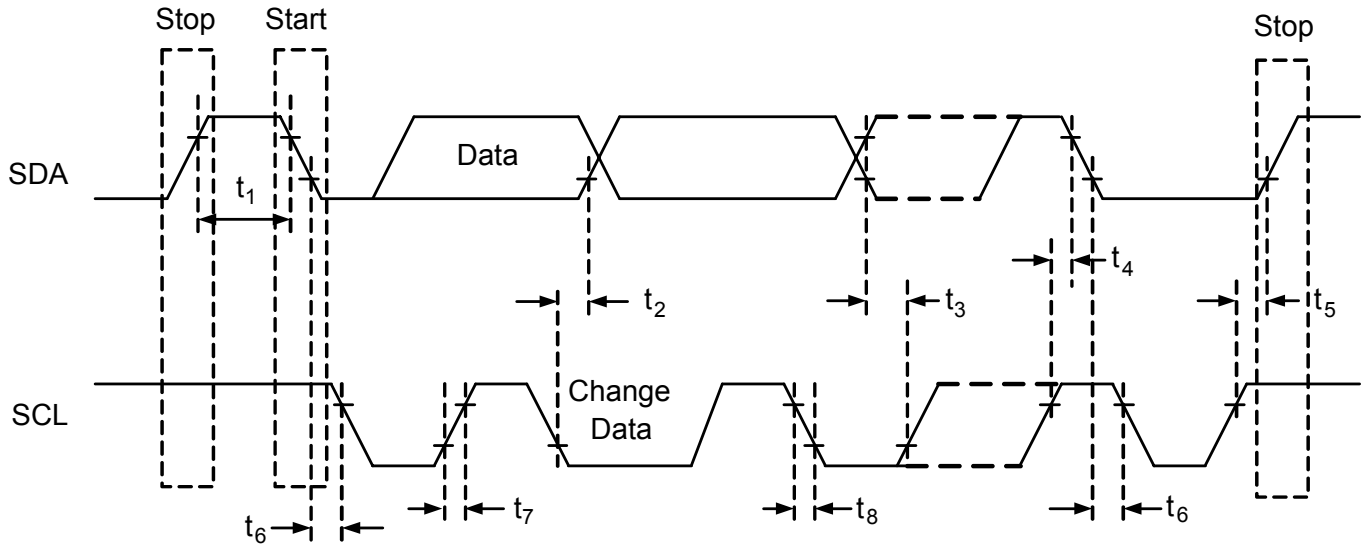 Stop
Start
Stop
SDA
Data
t1
t2
t3
t4
t5
SCL
Change
Data
t6
t7
t8
t6